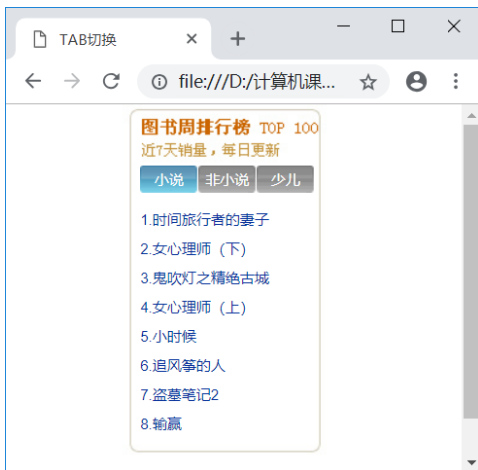 TAB切换
file:///D:/计算机课...
图书周排行榜 TOP 100
近7天销量，每日更新
小说 非小说 少儿
1.时间旅行者的妻子
2.女心理师（下）
3.鬼吹灯之精绝古城
4.女心理师（上）
5.小时候
6.追风筝的人
7.盗墓笔记2
8.输赢